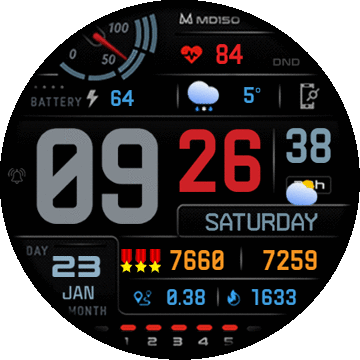 MD150
0 50 100
84 DND
BATTERY 64 5°
09 26 38
SATURDAY
DAY
23
JAN
MONTH
7660 7259
0.38 1633
1 2 3 4 5